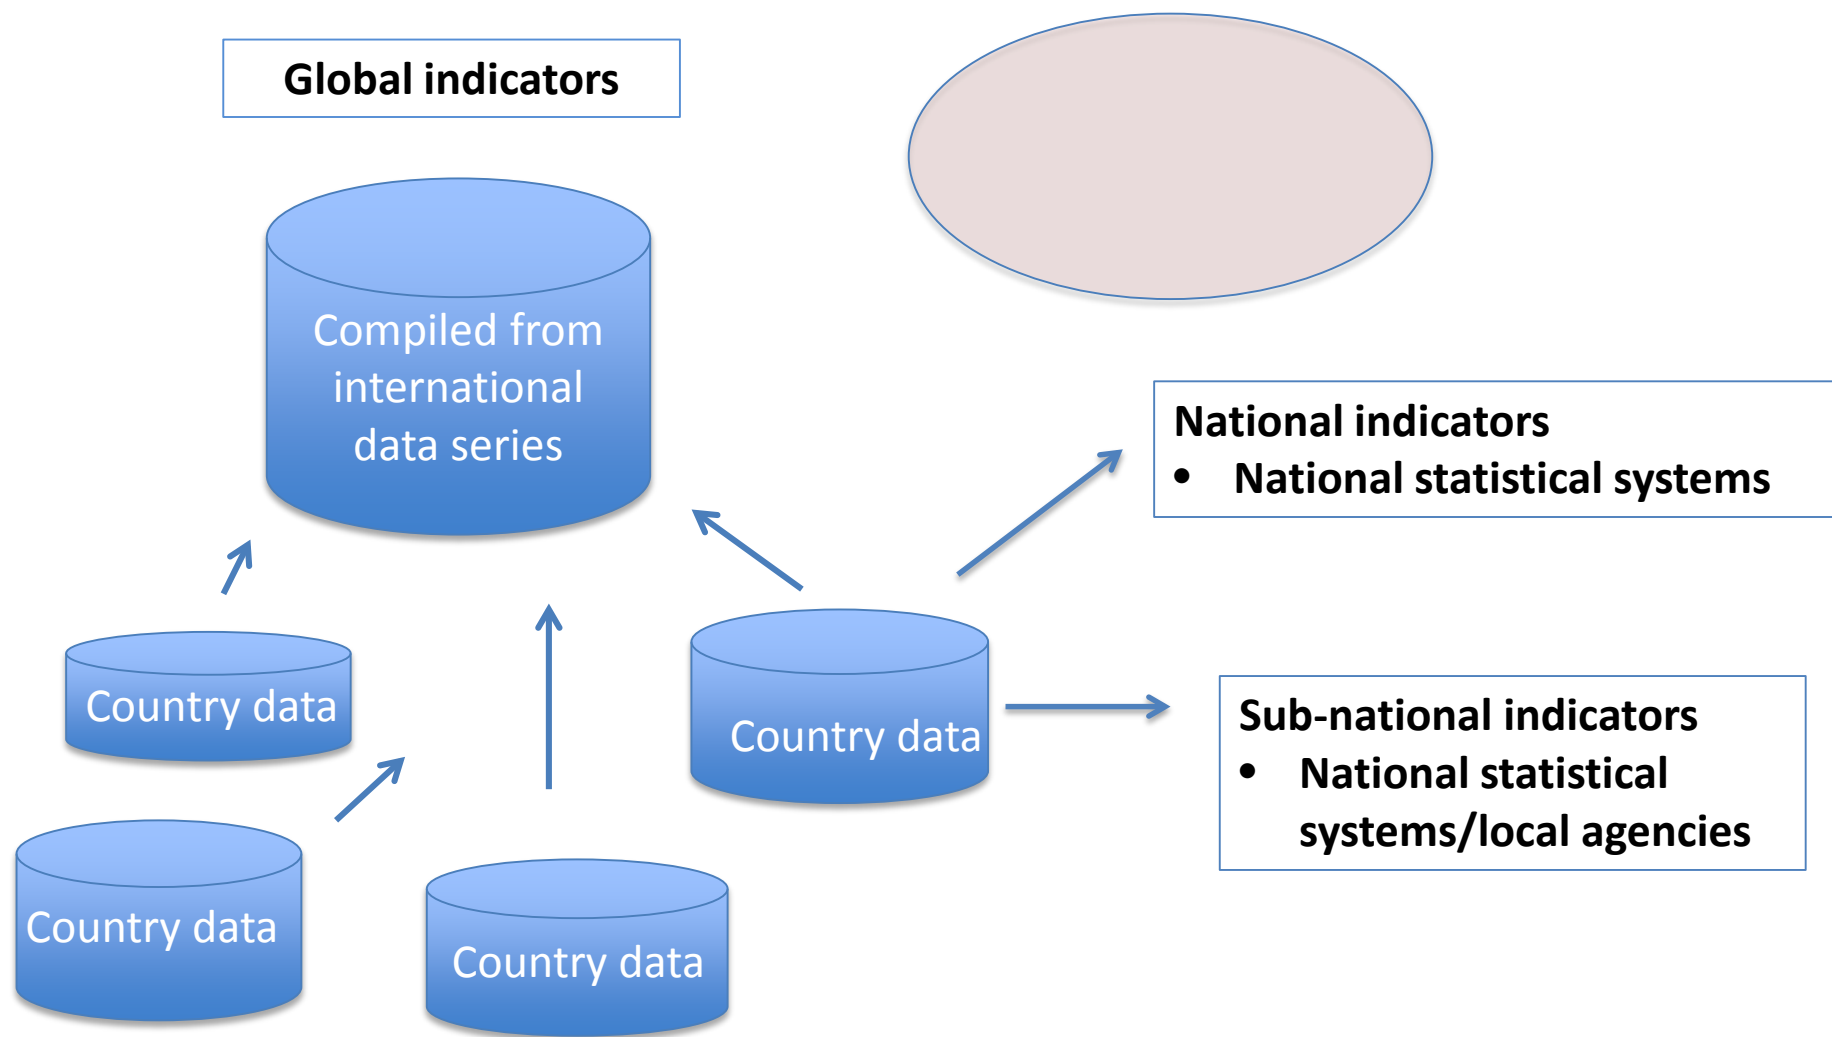 Global indicators
Compiled from
international
data series
National indicators
• National statistical systems
Country data
Country data
Sub-national indicators
• National statistical
systems/local agencies
Country data
Country data